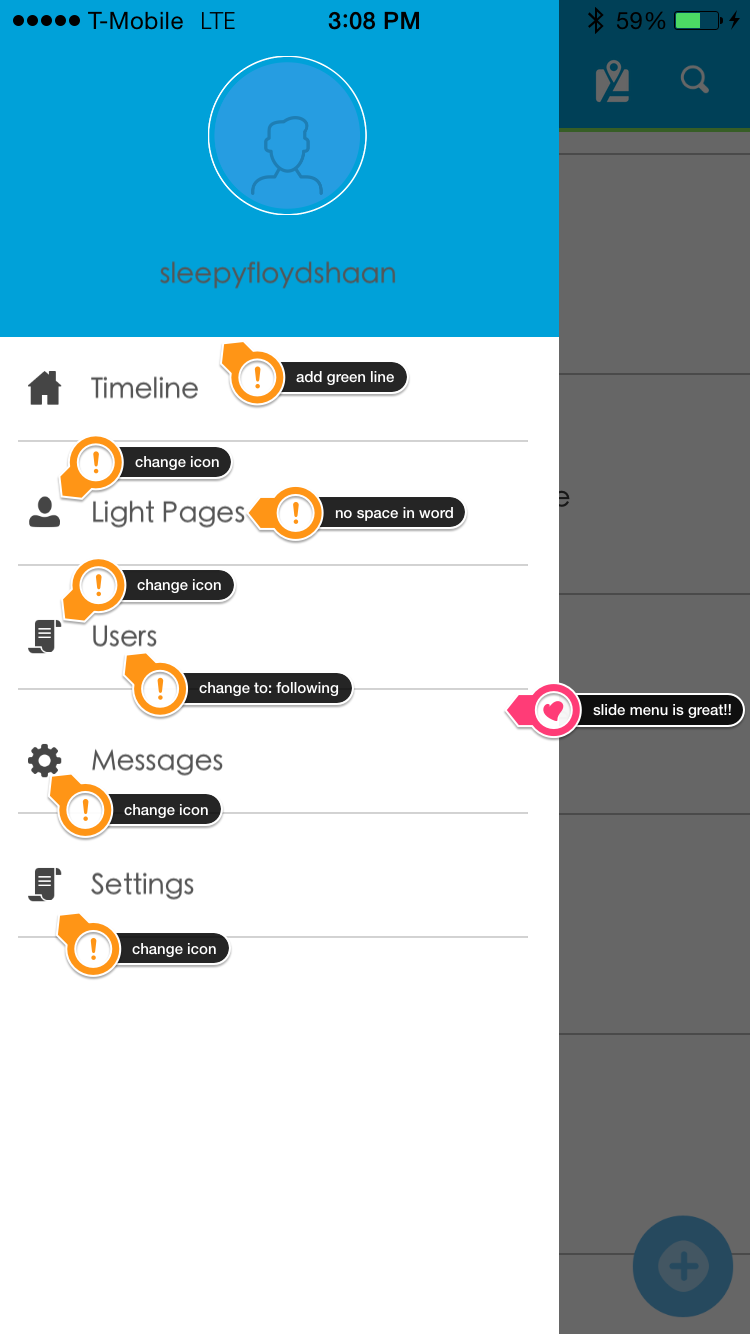 T-Mobile LTE 3:08 PM 59%
sleepyfloydshaan
add green line
Timeline
change icon
Light Pages
no space in word
e
change icon
Users
change to: following
slide menu is great!!
Messages
change icon
Settings
change icon